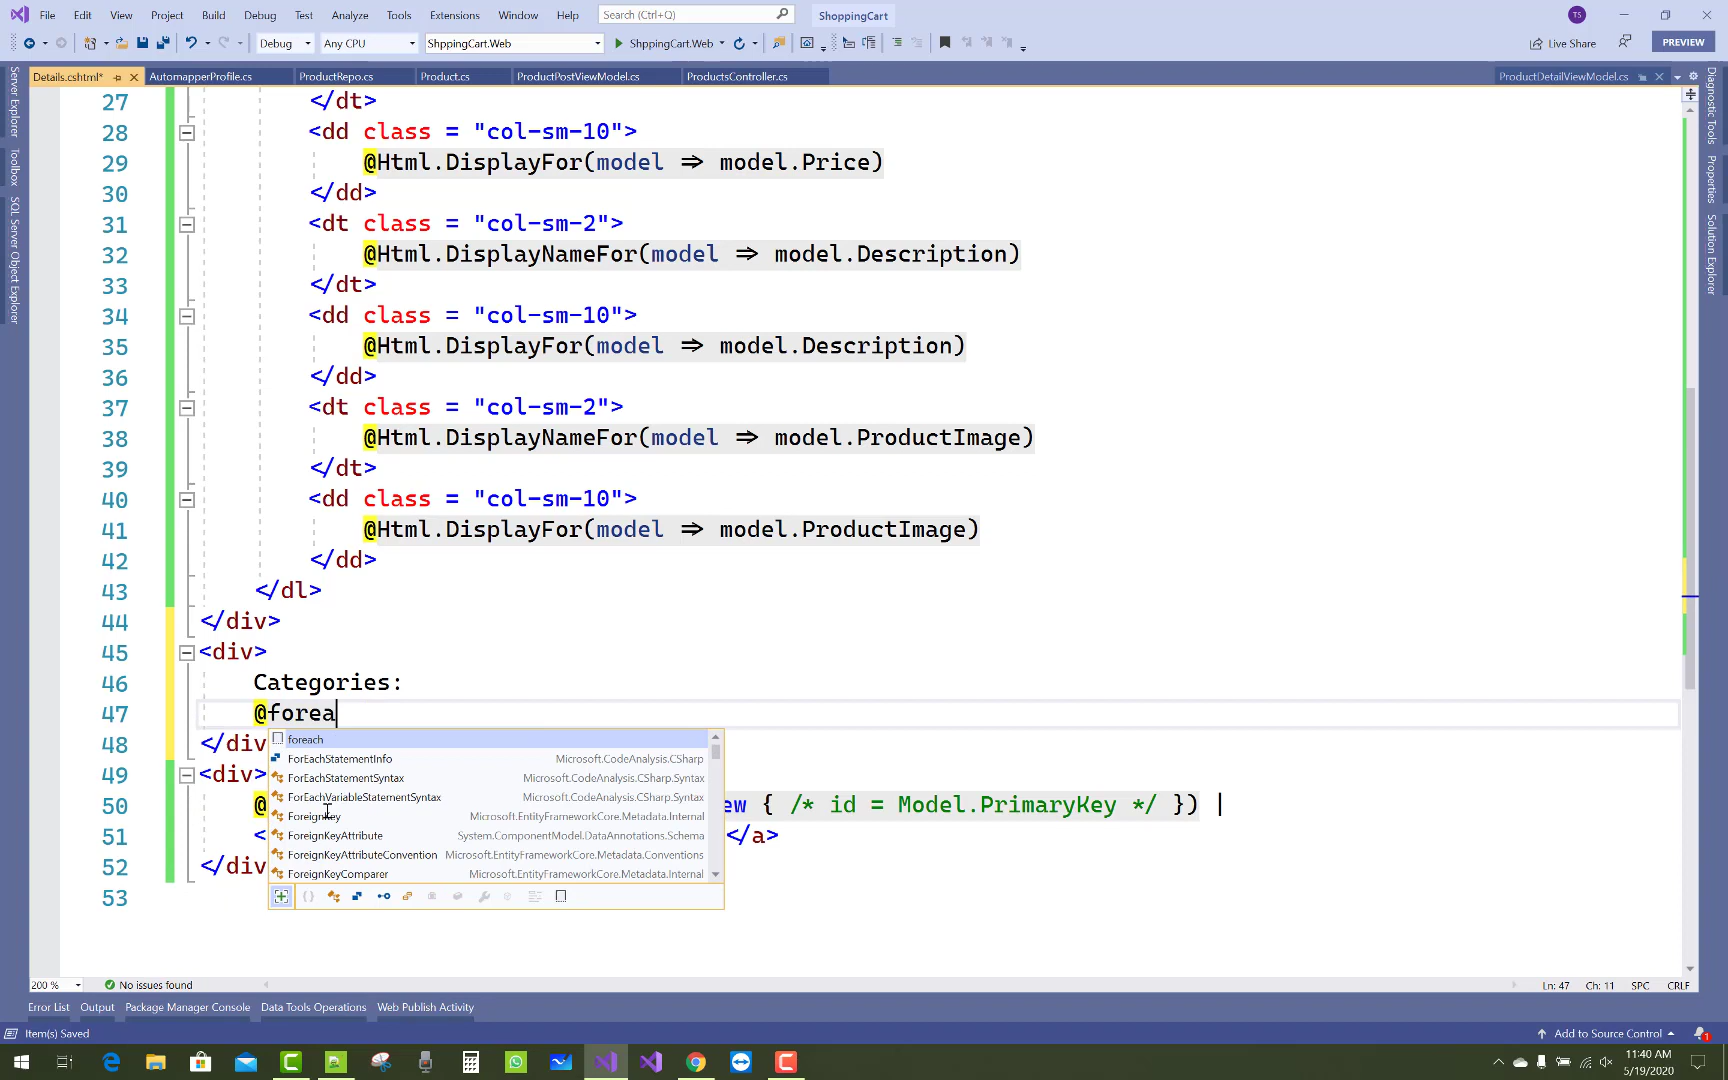 File Edit View Project Build Debug Test Analyze Tools Extensions Window Help Search (Ctrl+Q) ShoppingCart TS
Debug Any CPU ShppingCart.Web ShppingCart.Web Live Share PREVIEW
Details.cshtml* AutomapperProfile.cs ProductRepo.cs Product.cs ProductPostViewModel.cs ProductsController.cs ProductDetailViewModel.cs
Server Explorer
Toolbox
SQL Server Object Explorer
Diagnostic Tools
Properties
Solution Explorer
27 </dt>
28 <dd class = "col-sm-10">
29 @Html.DisplayFor(model => model.Price)
30 </dd>
31 <dt class = "col-sm-2">
32 @Html.DisplayNameFor(model => model.Description)
33 </dt>
34 <dd class = "col-sm-10">
35 @Html.DisplayFor(model => model.Description)
36 </dd>
37 <dt class = "col-sm-2">
38 @Html.DisplayNameFor(model => model.ProductImage)
39 </dt>
40 <dd class = "col-sm-10">
41 @Html.DisplayFor(model => model.ProductImage)
42 </dd>
43 </dl>
44 </div>
45 <div>
46 Categories:
47 @forea
48 </div
49 <div>
50 @ ew { /* id = Model.PrimaryKey */ }) |
51 < </a>
52 </div
53
foreach
ForEachStatementInfo Microsoft.CodeAnalysis.CSharp
ForEachStatementSyntax Microsoft.CodeAnalysis.CSharp.Syntax
ForEachVariableStatementSyntax Microsoft.CodeAnalysis.CSharp.Syntax
ForeignKey Microsoft.EntityFrameworkCore.Metadata.Internal
ForeignKeyAttribute System.ComponentModel.DataAnnotations.Schema
ForeignKeyAttributeConvention Microsoft.EntityFrameworkCore.Metadata.Conventions
ForeignKeyComparer Microsoft.EntityFrameworkCore.Metadata.Internal
200 % No issues found Ln: 47 Ch: 11 SPC CRLF
Error List Output Package Manager Console Data Tools Operations Web Publish Activity
Item(s) Saved Add to Source Control 1
11:40 AM
5/19/2020